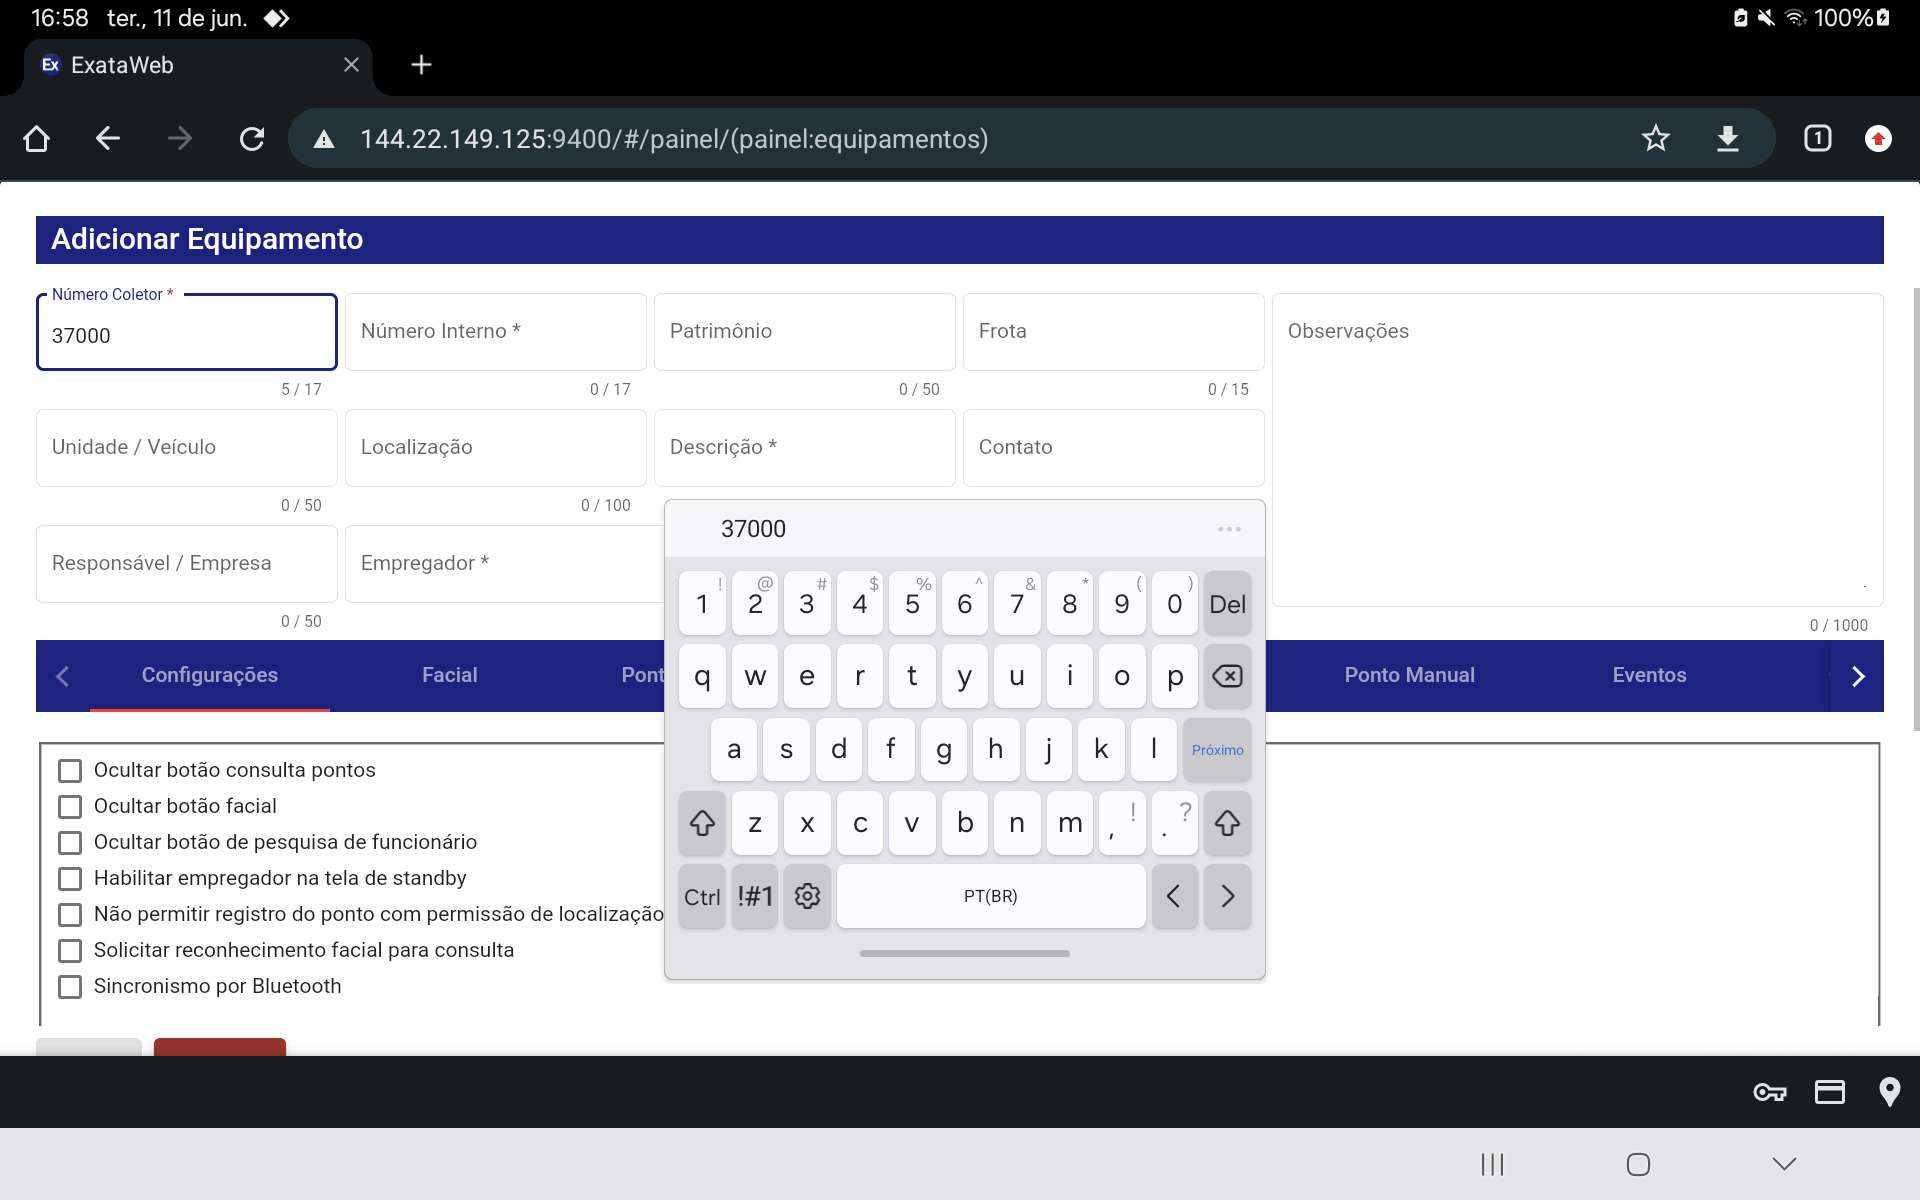 16:58 ter., 11 de jun. 100%
Ex ExataWeb
144.22.149.125:9400/#/painel/(painel:equipamentos) 1
Adicionar Equipamento
Número Coletor *
37000 Número Interno * Patrimônio Frota Observações
5 / 17 0 / 17 0 / 50 0 / 15
Unidade / Veículo Localização Descrição * Contato
0 / 50 0 / 100
Responsável / Empresa Empregador *
0 / 50 0 / 1000
Configurações Facial Pont Ponto Manual Eventos
Ocultar botão consulta pontos
Ocultar botão facial
Ocultar botão de pesquisa de funcionário
Habilitar empregador na tela de standby
Não permitir registro do ponto com permissão de localização
Solicitar reconhecimento facial para consulta
Sincronismo por Bluetooth
37000 ...
! @ # $ % ^ & * ( )
1 2 3 4 5 6 7 8 9 0 Del
q w e r t y u i o p
a s d f g h j k l Próximo
z x c v b n m , ! . ?
Ctrl !#1 PT(BR) < >